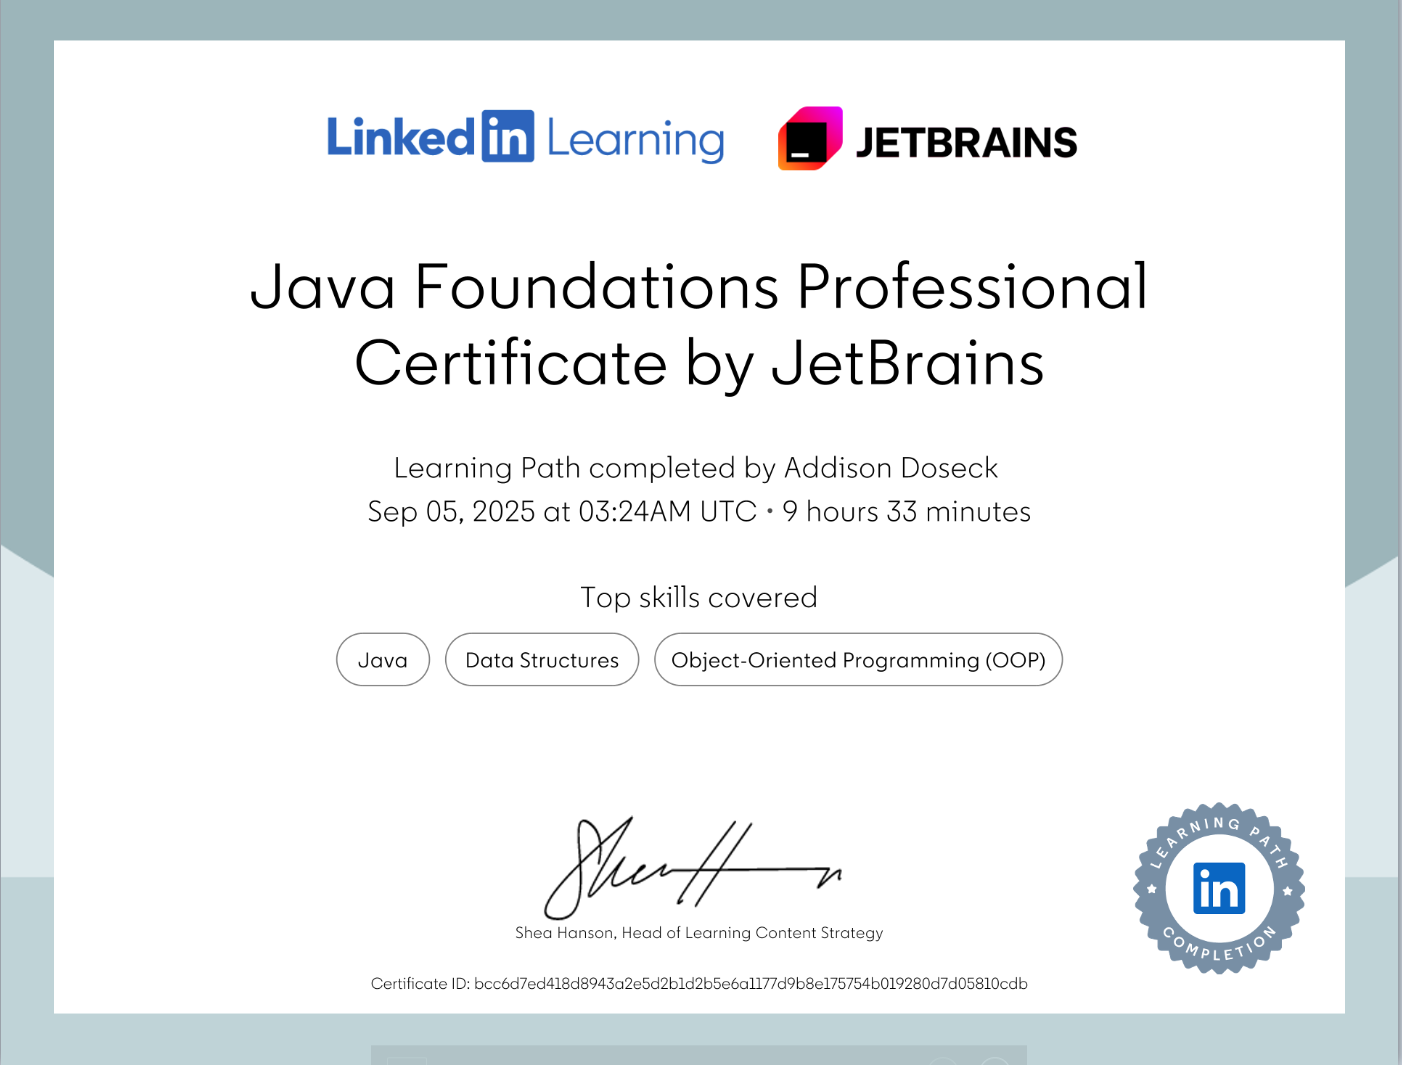 LinkedIn Learning JETBRAINS
Java Foundations Professional
Certificate by JetBrains
Learning Path completed by Addison Doseck
Sep 05, 2025 at 03:24AM UTC • 9 hours 33 minutes
Top skills covered
Java Data Structures Object-Oriented Programming (OOP)
Shea Hanson, Head of Learning Content Strategy
Certificate ID: bcc6d7ed418d8943a2e5d2b1d2b5e6a1177d9b8e175754b019280d7d05810cdb
LEARNING PATH
in
COMPLETION